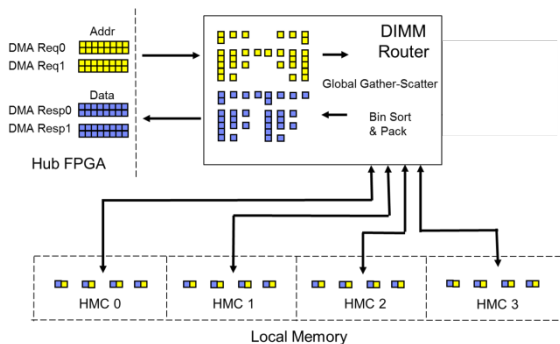 Addr
DMA Req0
DMA Req1
Data
DMA Resp0
DMA Resp1
Hub FPGA
DIMM
Router
Global Gather-Scatter
Bin Sort
& Pack
HMC 0
HMC 1
HMC 2
HMC 3
Local Memory